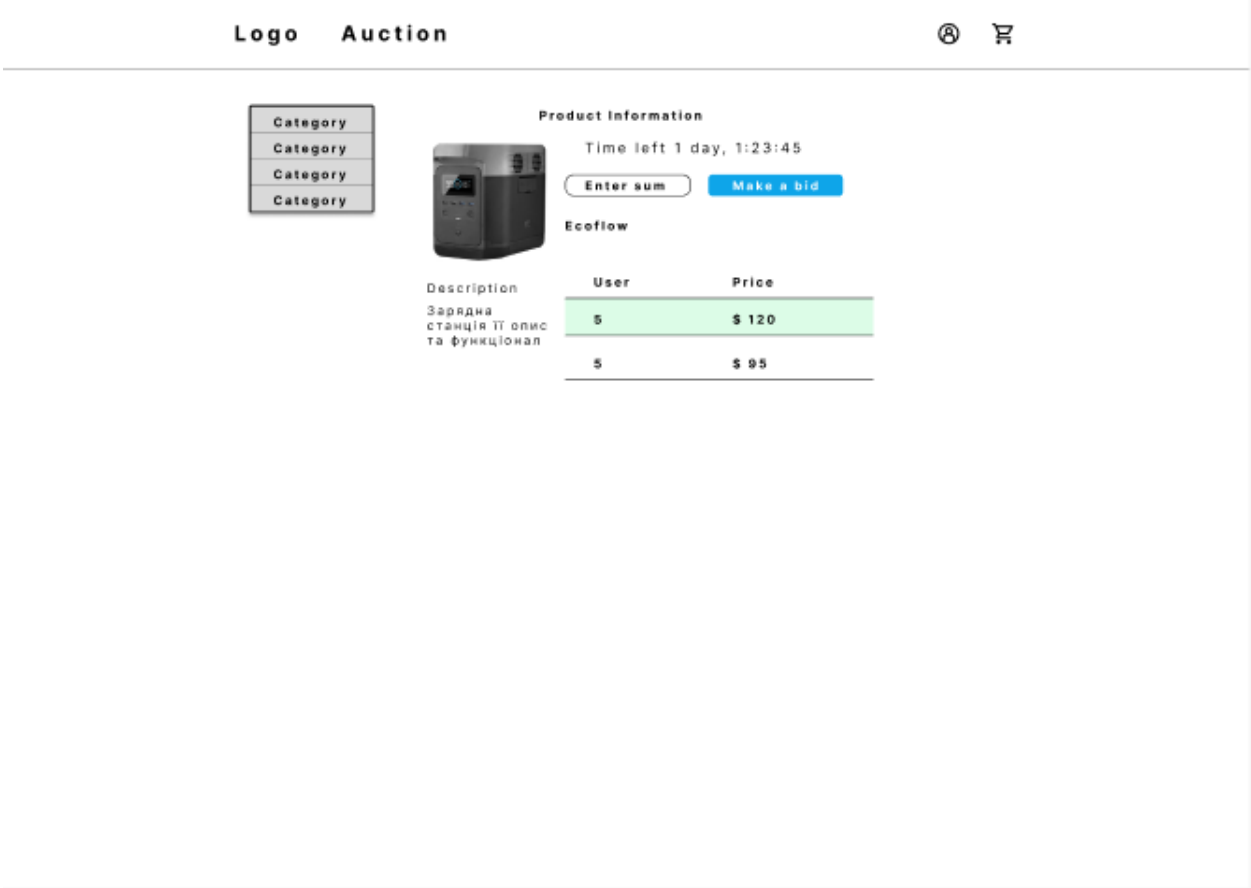 Logo Auction
Category
Category
Category
Category
Product Information
Time left 1 day, 1:23:45
Enter sum Make a bid
Ecoflow
Description
Зарядна
станція її опис
та функціонал
User Price
5 $ 120
5 $ 95